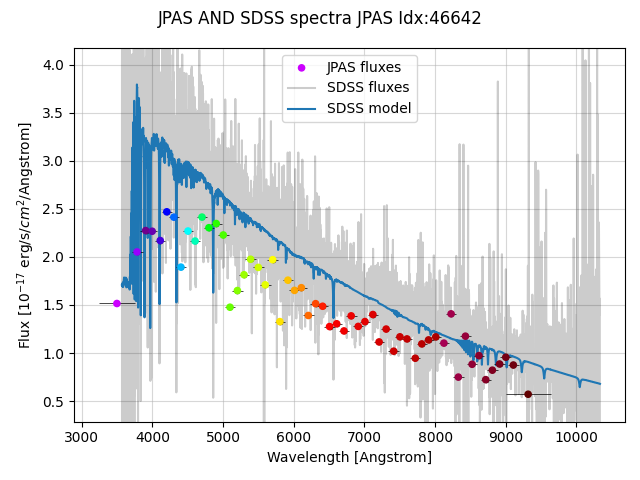 JPAS AND SDSS spectra JPAS Idx:46642
JPAS fluxes
SDSS fluxes
SDSS model
4.0
3.5
3.0
2.5
2.0
1.5
1.0
0.5
Flux [10⁻¹⁷ erg/s/cm²/Angstrom]
3000 4000 5000 6000 7000 8000 9000 10000
Wavelength [Angstrom]